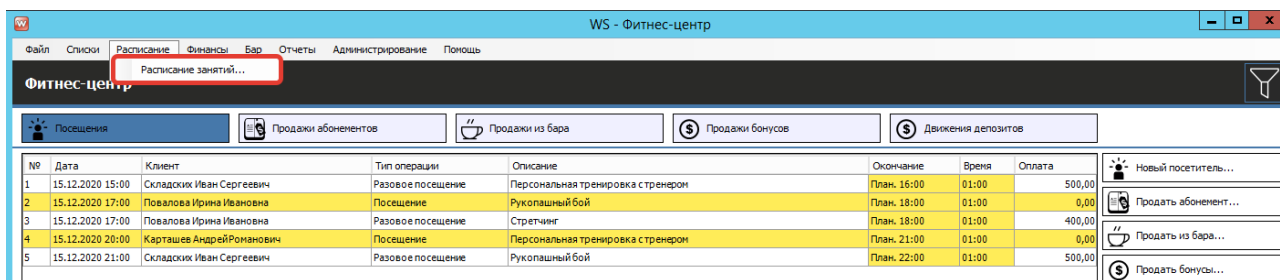 WS - Фитнес-центр
Файл Списки Расписание Финансы Бар Отчеты Администрирование Помощь
Расписание занятий...
Фитнес-центр
Посещения Продажи абонементов Продажи из бара Продажи бонусов Движения депозитов
№ Дата Клиент Тип операции Описание Окончание Время Оплата
1 15.12.2020 15:00 Складских Иван Сергеевич Разовое посещение Персональная тренировка с тренером План. 16:00 01:00 500,00
2 15.12.2020 17:00 Повалова Ирина Ивановна Посещение Рукопашный бой План. 18:00 01:00 0,00
3 15.12.2020 17:00 Повалова Ирина Ивановна Разовое посещение Стретчинг План. 18:00 01:00 400,00
4 15.12.2020 20:00 Карташев Андрей Романович Посещение Персональная тренировка с тренером План. 21:00 01:00 0,00
5 15.12.2020 21:00 Складских Иван Сергеевич Разовое посещение Рукопашный бой План. 22:00 01:00 500,00
Новый посетитель...
Продать абонемент...
Продать из бара...
Продать бонусы...